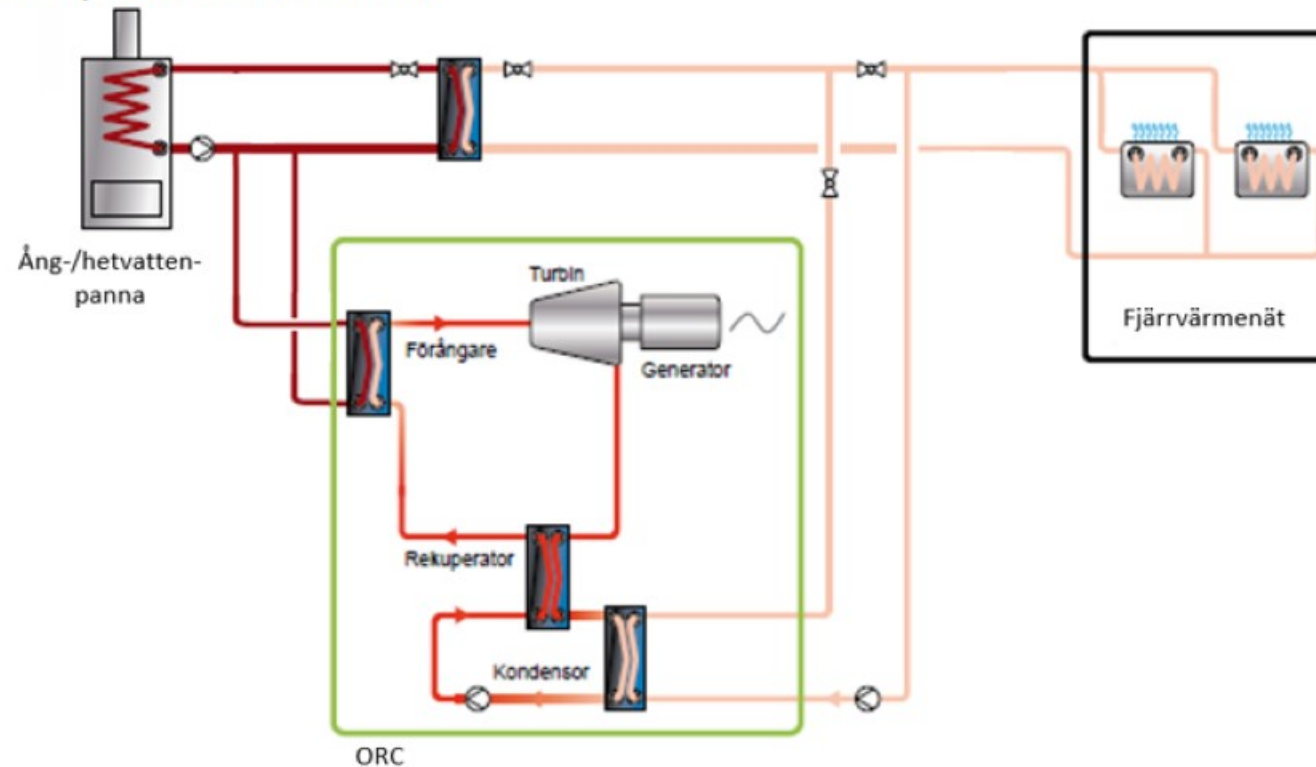 Ång-/hetvatten-
panna
Turbin
Förångare
Generator
Fjärrvärmenät
Rekuperator
Kondensor
ORC